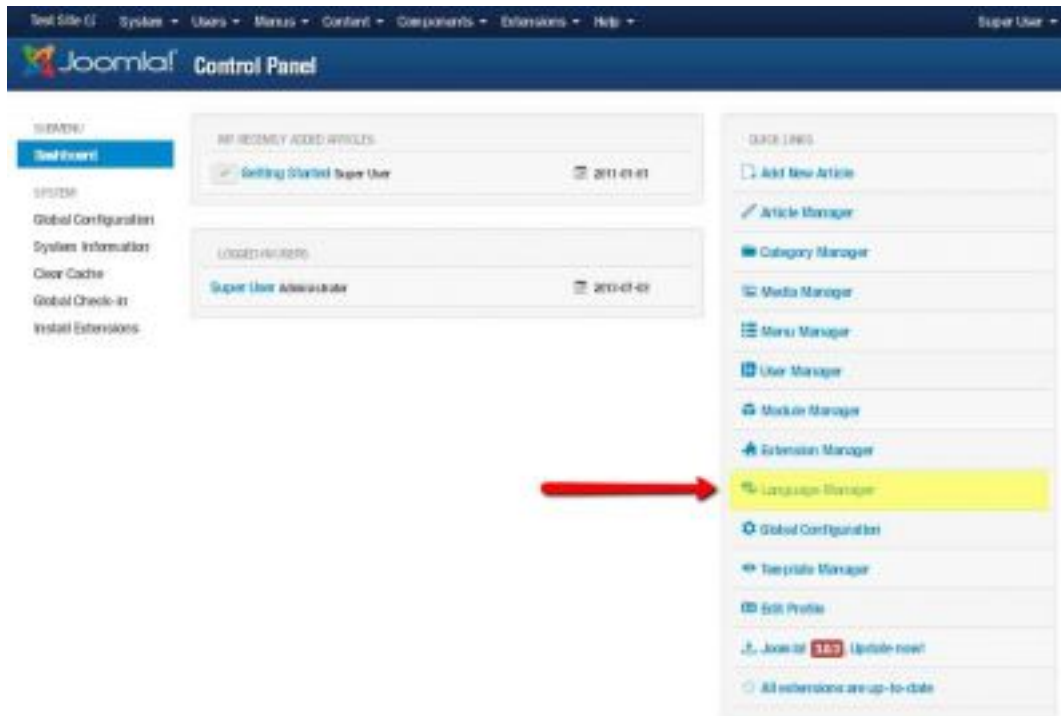 Test Site System Users Menus Content Components Extensions Help Super User
Joomla! Control Panel
SUBMENU
Dashboard
SYSTEM
Global Configuration
System Information
Clear Cache
Global Check-in
Install Extensions
RECENTLY ADDED ARTICLES
Getting Started Super User 2011-01-01
LOGGED-IN USERS
Super User Administrator
QUICK LINKS
Add New Article
Article Manager
Category Manager
Media Manager
Menu Manager
User Manager
Module Manager
Extension Manager
Language Manager
Global Configuration
Template Manager
Edit Profile
Joomla! Update now!
All extensions are up-to-date